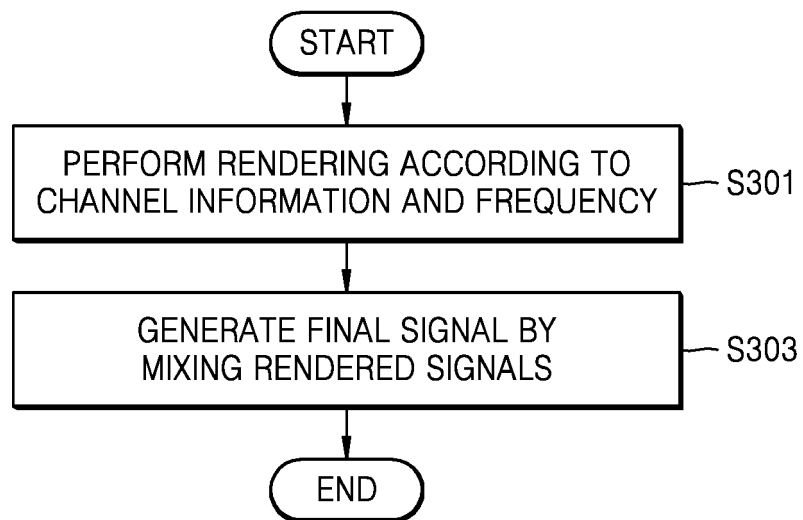 START
PERFORM RENDERING ACCORDING TO
CHANNEL INFORMATION AND FREQUENCY
S301
GENERATE FINAL SIGNAL BY
MIXING RENDERED SIGNALS
S303
END